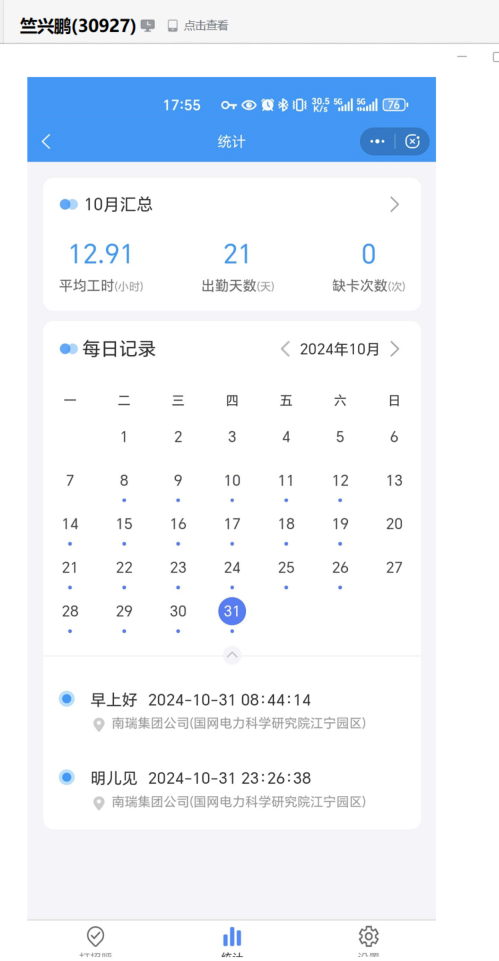 竺兴鹏(30927) 点击查看
17:55 30.5 K/s 5G 5G 76
统计
10月汇总
12.91 21 0
平均工时(小时) 出勤天数(天) 缺卡次数(次)
每日记录 2024年10月
一 二 三 四 五 六 日
1 2 3 4 5 6
7 8 9 10 11 12 13
14 15 16 17 18 19 20
21 22 23 24 25 26 27
28 29 30 31
早上好 2024-10-31 08:44:14
南瑞集团公司(国网电力科学研究院江宁园区)
明儿见 2024-10-31 23:26:38
南瑞集团公司(国网电力科学研究院江宁园区)
统计 设置